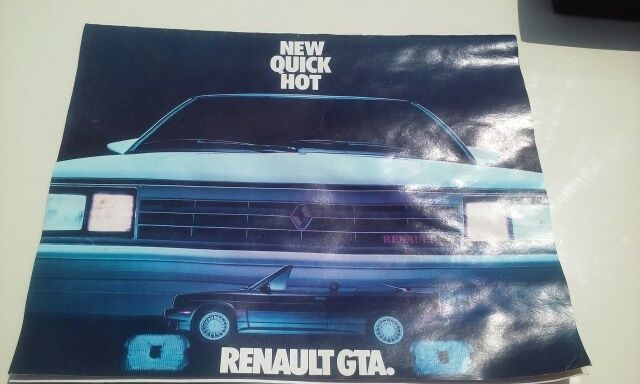 NEW
QUICK
HOT
RENAULT
RENAULT GTA.